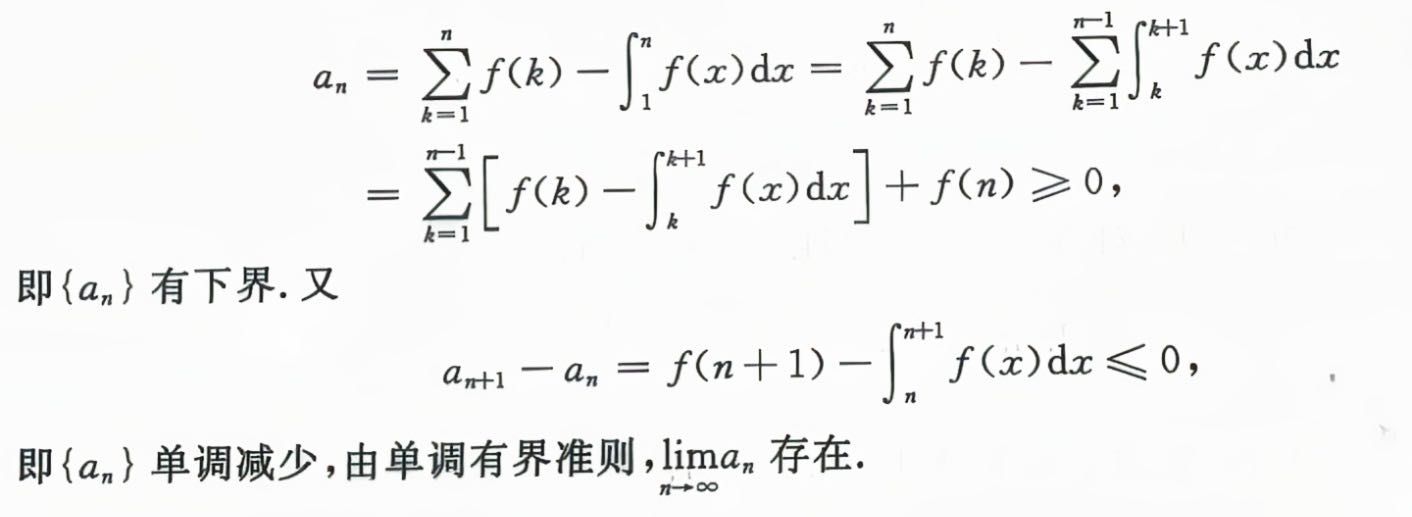 $a_n = \sum_{k=1}^{n} f(k) - \int_1^n f(x)\mathrm{d}x = \sum_{k=1}^{n} f(k) - \sum_{k=1}^{n-1} \int_k^{k+1} f(x)\mathrm{d}x$
$= \sum_{k=1}^{n-1} \left[ f(k) - \int_k^{k+1} f(x)\mathrm{d}x \right] + f(n) \geqslant 0,$
即$\{a_n\}$有下界.又
$a_{n+1} - a_n = f(n+1) - \int_n^{n+1} f(x)\mathrm{d}x \leqslant 0,$
即$\{a_n\}$单调减少,由单调有界准则,$\lim\limits_{n \to \infty} a_n$存在.